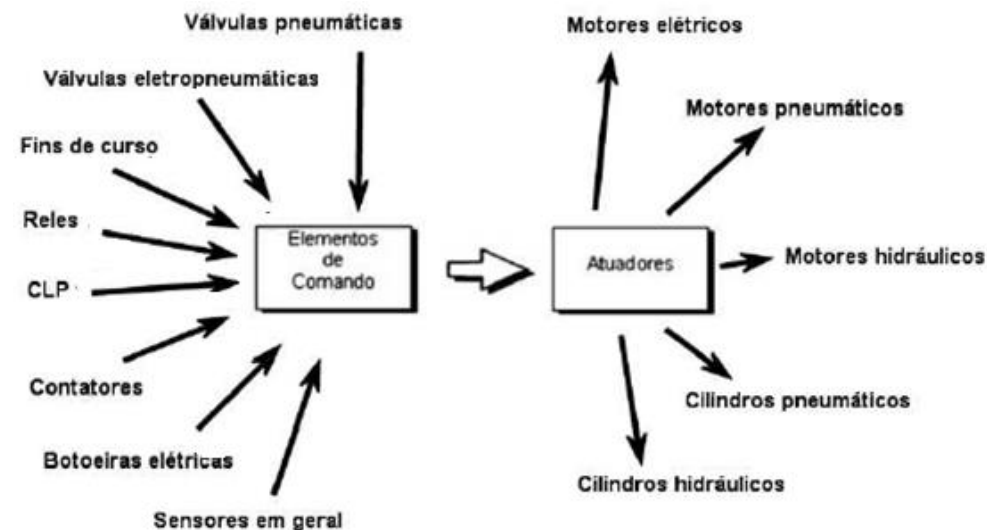 Válvulas pneumáticas
Válvulas eletropneumáticas
Fins de curso
Reles
CLP
Contatores
Botoeiras elétricas
Sensores em geral
Elementos
de
Comando
Atuadores
Motores elétricos
Motores pneumáticos
Motores hidráulicos
Cilindros pneumáticos
Cilindros hidráulicos